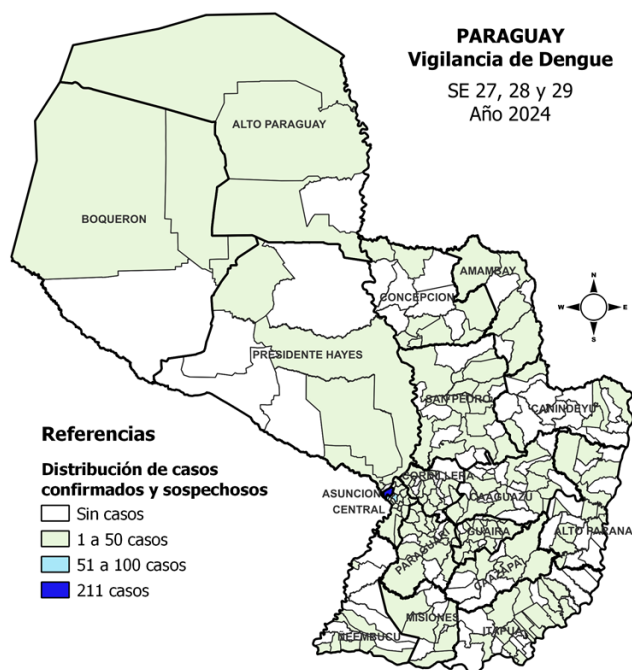 PARAGUAY
Vigilancia de Dengue
SE 27, 28 y 29
Año 2024
ALTO PARAGUAY
BOQUERON
AMAMBAY
CONCEPCION
N
W E
S
PRESIDENTE HAYES
SAN PEDRO
CANINDEYU
Referencias
Distribución de casos
confirmados y sospechosos
Sin casos
1 a 50 casos
51 a 100 casos
211 casos
CORDILLERA
ASUNCION
CAAGUAZU
CENTRAL
GUAIRA
ALTO PARANA
PARAGUARI
CAAZAPA
MISIONES
ÑEEMBUCU
ITAPUA